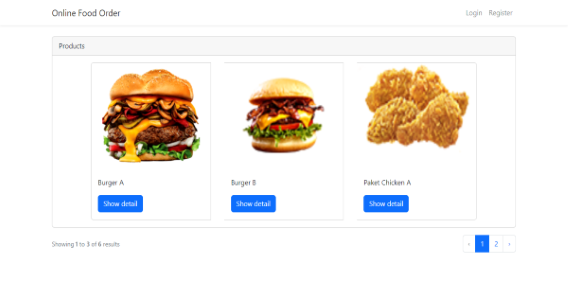 Online Food Order
Login Register
Products
Burger A
Burger B
Paket Chicken A
Show detail
Show detail
Show detail
Showing 1 to 3 of 6 results
‹ 1 2 ›